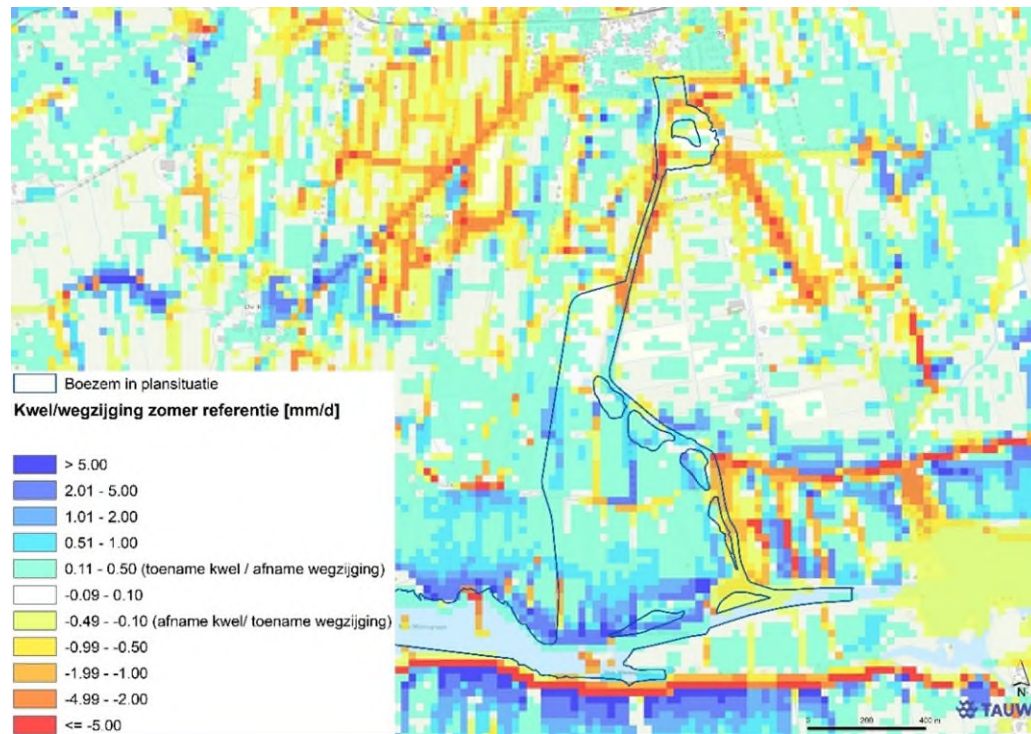 Boezem in plansituatie
Kwel/wegzijging zomer referentie [mm/d]
> 5.00
2.01 - 5.00
1.01 - 2.00
0.51 - 1.00
0.11 - 0.50 (toename kwel / afname wegzijging)
-0.09 - 0.10
-0.49 - -0.10 (afname kwel/ toename wegzijging)
-0.99 - -0.50
-1.99 - -1.00
-4.99 - -2.00
<= -5.00
N
TAUW
0 200 400 m